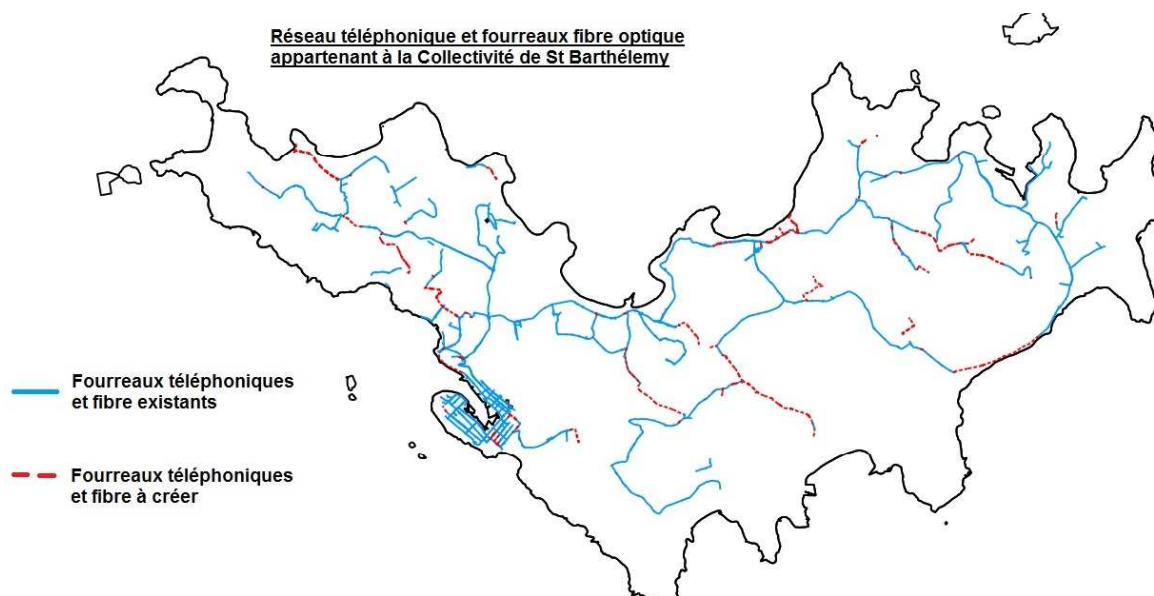 Réseau téléphonique et fourreaux fibre optique
appartenant à la Collectivité de St Barthélemy
Fourreaux téléphoniques
et fibre existants
Fourreaux téléphoniques
et fibre à créer